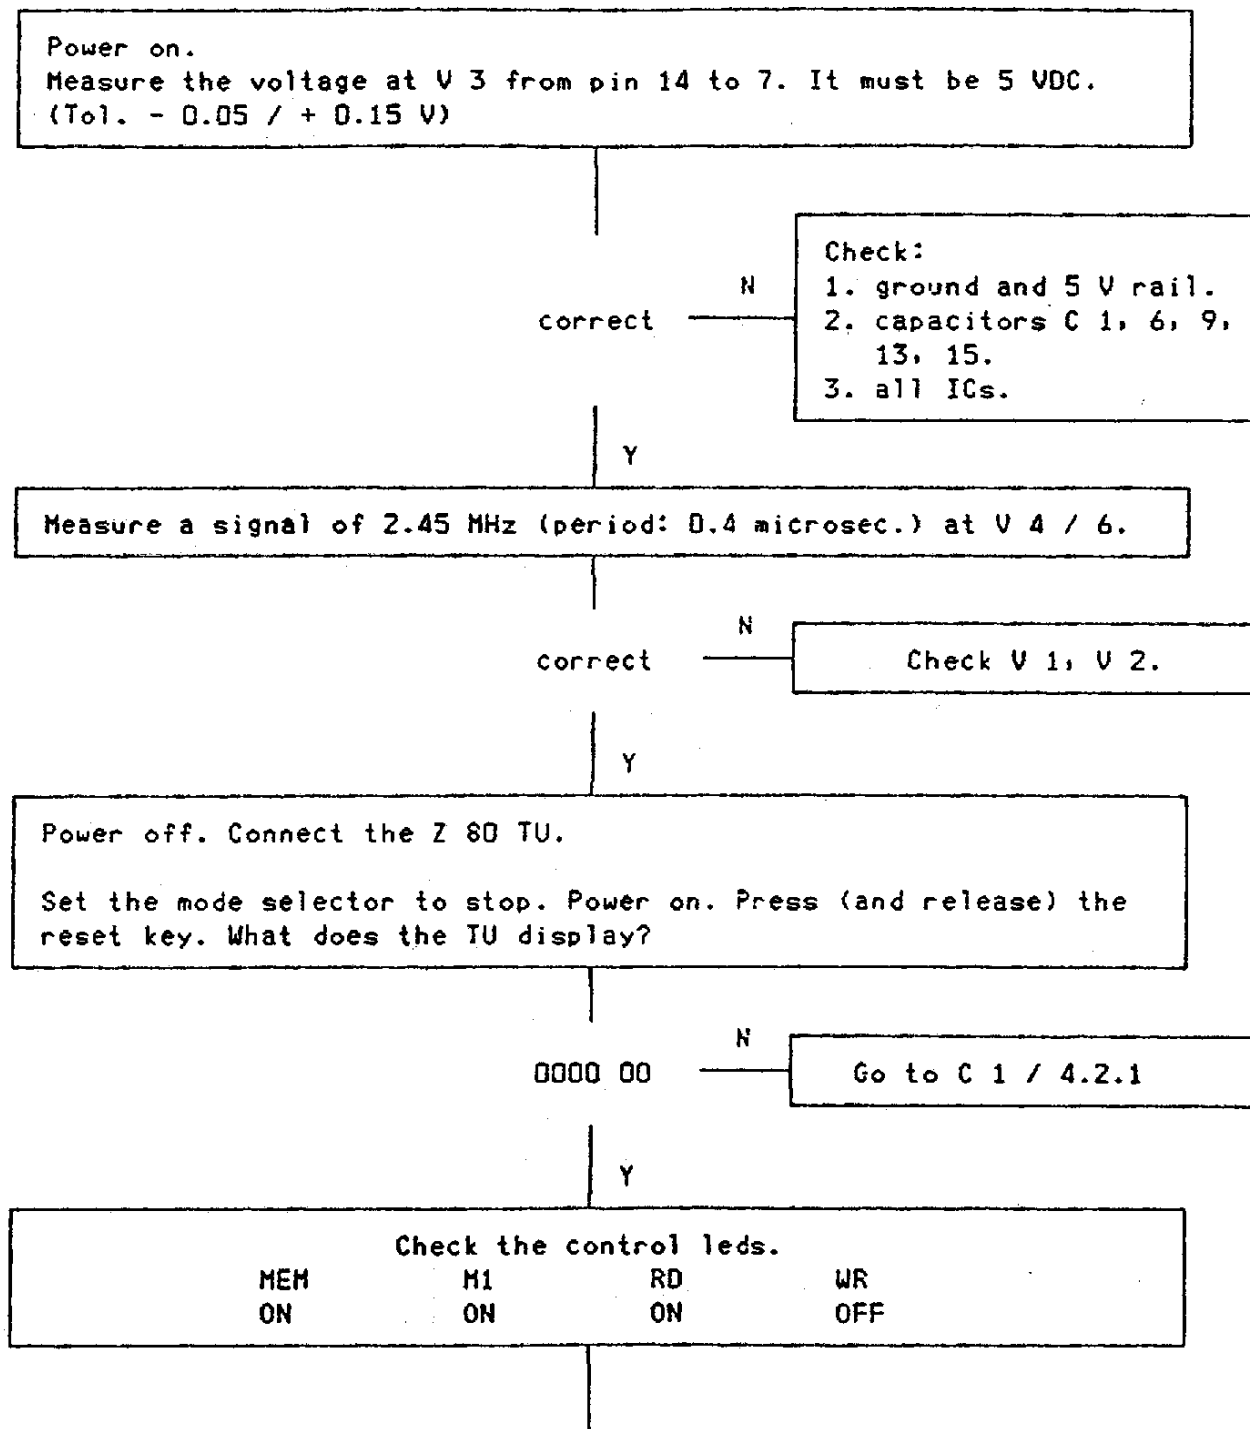 Power on.
Measure the voltage at V 3 from pin 14 to 7. It must be 5 VDC.
(Tol. - 0.05 / + 0.15 V)
Check:
1. ground and 5 V rail.
2. capacitors C 1, 6, 9,
13, 15.
3. all ICs.
N
correct
Y
Measure a signal of 2.45 MHz (period: 0.4 microsec.) at V 4 / 6.
N
correct
Check V 1, V 2.
Y
Power off. Connect the Z 80 TU.
Set the mode selector to stop. Power on. Press (and release) the
reset key. What does the TU display?
N
0000 00
Go to C 1 / 4.2.1
Y
Check the control leds.
MEM M1 RD WR
ON ON ON OFF